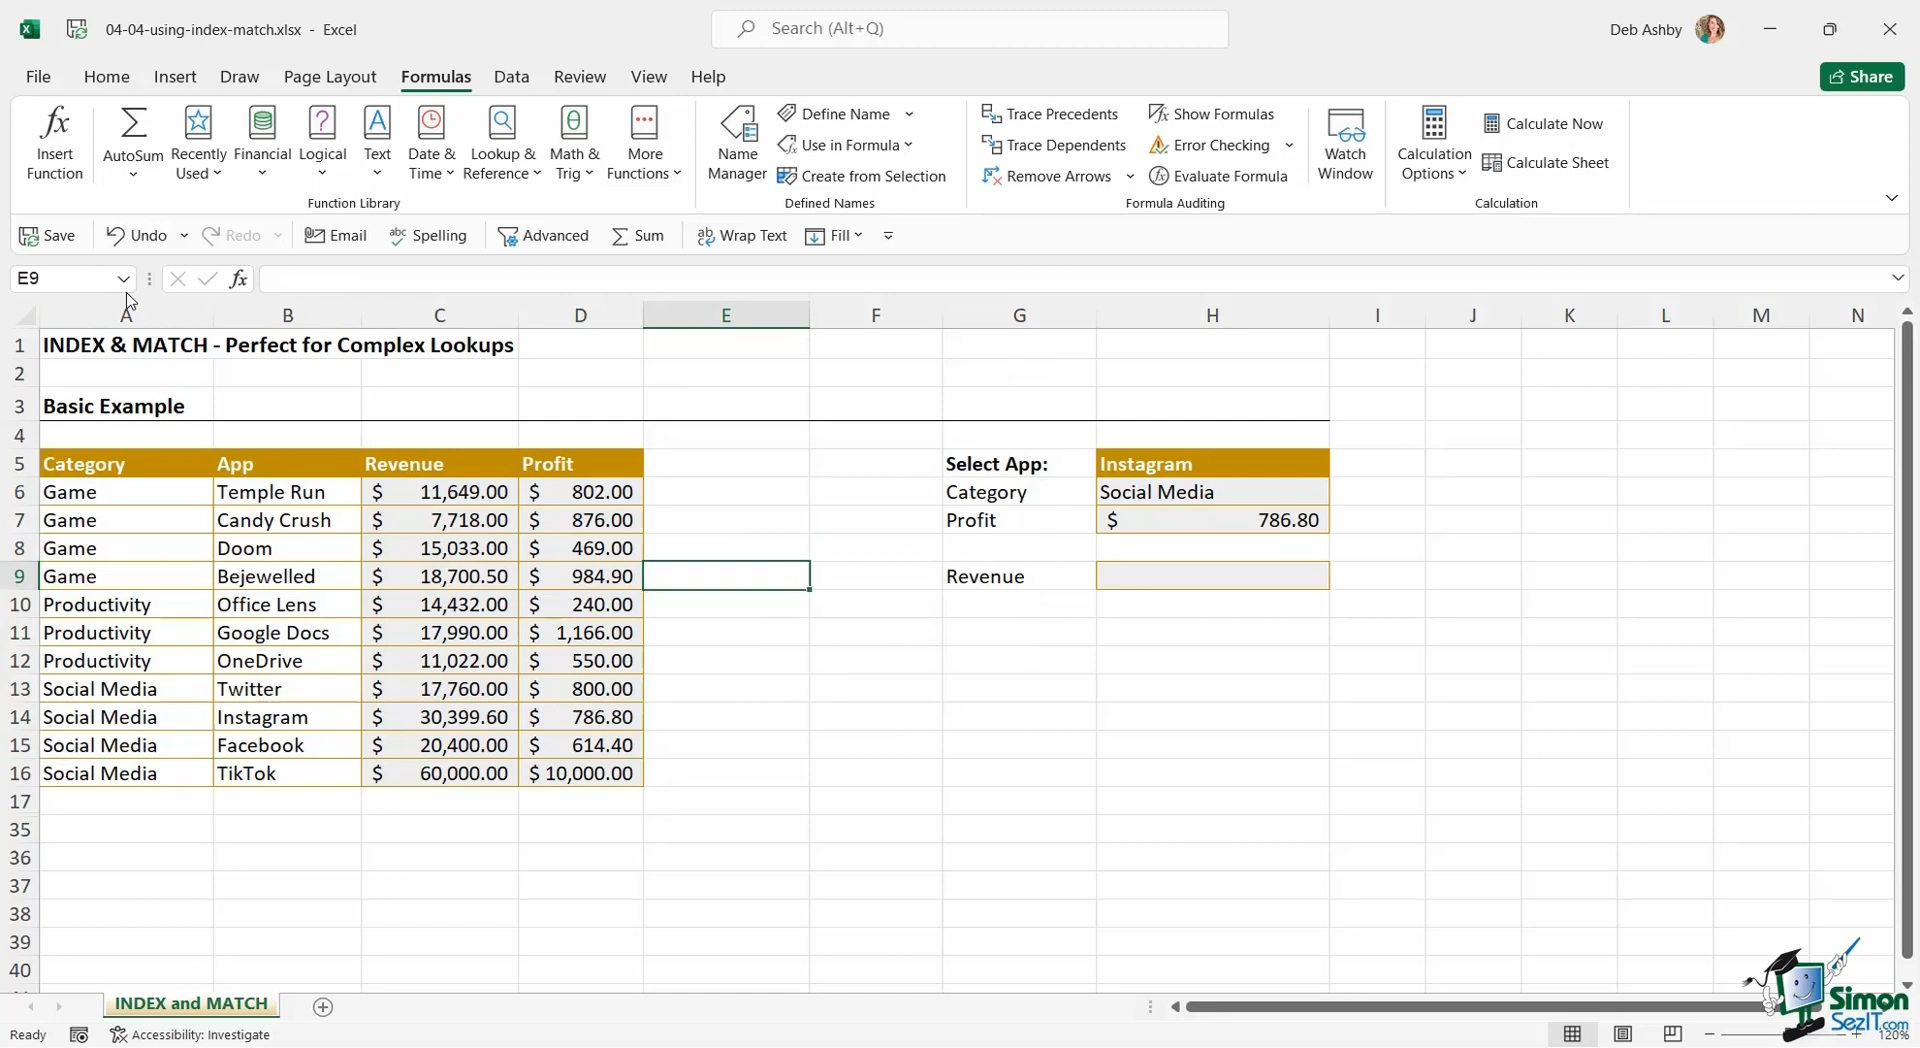 04-04-using-index-match.xlsx - Excel
Search (Alt+Q)
Deb Ashby
File Home Insert Draw Page Layout Formulas Data Review View Help
Share
Insert Function
AutoSum
Recently Used
Financial
Logical
Text
Date & Time
Lookup & Reference
Math & Trig
More Functions
Function Library
Name Manager
Define Name
Use in Formula
Create from Selection
Defined Names
Trace Precedents
Trace Dependents
Remove Arrows
Show Formulas
Error Checking
Evaluate Formula
Formula Auditing
Watch Window
Calculation Options
Calculate Now
Calculate Sheet
Calculation
Save Undo Redo Email Spelling Advanced Sum Wrap Text Fill
E9 fx
A B C D E F G H I J K L M N
1 INDEX & MATCH - Perfect for Complex Lookups
2
3 Basic Example
4
5 Category App Revenue Profit Select App: Instagram
6 Game Temple Run $ 11,649.00 $ 802.00 Category Social Media
7 Game Candy Crush $ 7,718.00 $ 876.00 Profit $ 786.80
8 Game Doom $ 15,033.00 $ 469.00
9 Game Bejewelled $ 18,700.50 $ 984.90 Revenue
10 Productivity Office Lens $ 14,432.00 $ 240.00
11 Productivity Google Docs $ 17,990.00 $ 1,166.00
12 Productivity OneDrive $ 11,022.00 $ 550.00
13 Social Media Twitter $ 17,760.00 $ 800.00
14 Social Media Instagram $ 30,399.60 $ 786.80
15 Social Media Facebook $ 20,400.00 $ 614.40
16 Social Media TikTok $ 60,000.00 $ 10,000.00
17
35
36
37
38
39
40
INDEX and MATCH
Simon
SezIT.com
Ready Accessibility: Investigate 120%